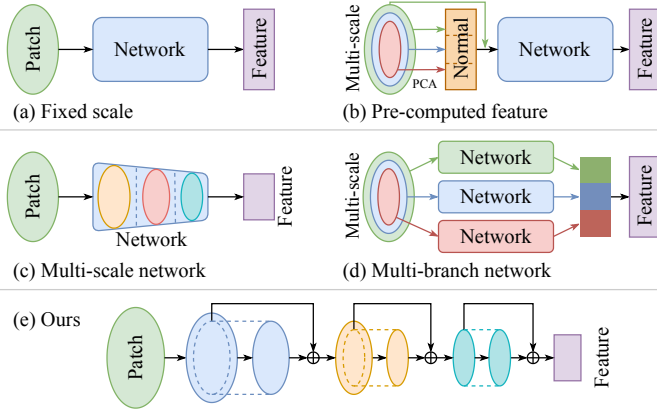 Patch
Network
Feature
(a) Fixed scale
Multi-scale
PCA
Normal
Network
Feature
(b) Pre-computed feature
Patch
Network
Feature
(c) Multi-scale network
Multi-scale
Network
Network
Network
Feature
(d) Multi-branch network
(e) Ours
Patch
Feature